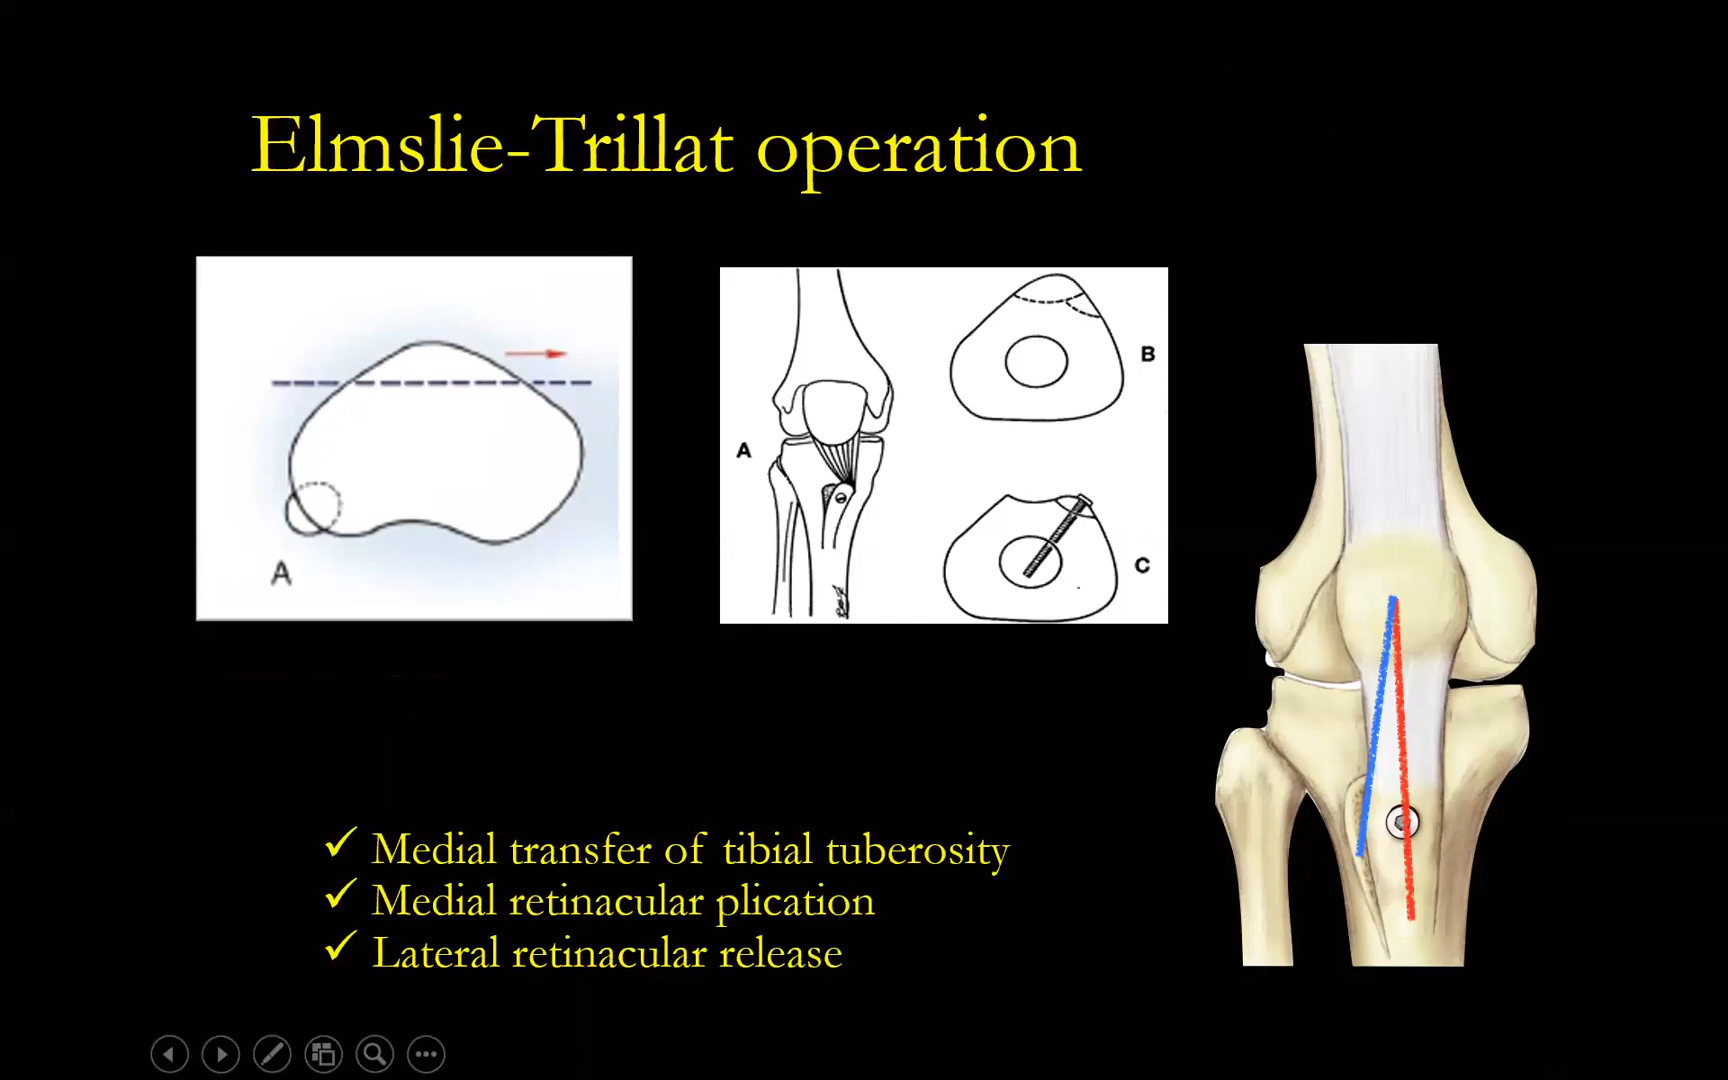 Elmslie-Trillat operation
A
A
B
C
✓ Medial transfer of tibial tuberosity
✓ Medial retinacular plication
✓ Lateral retinacular release